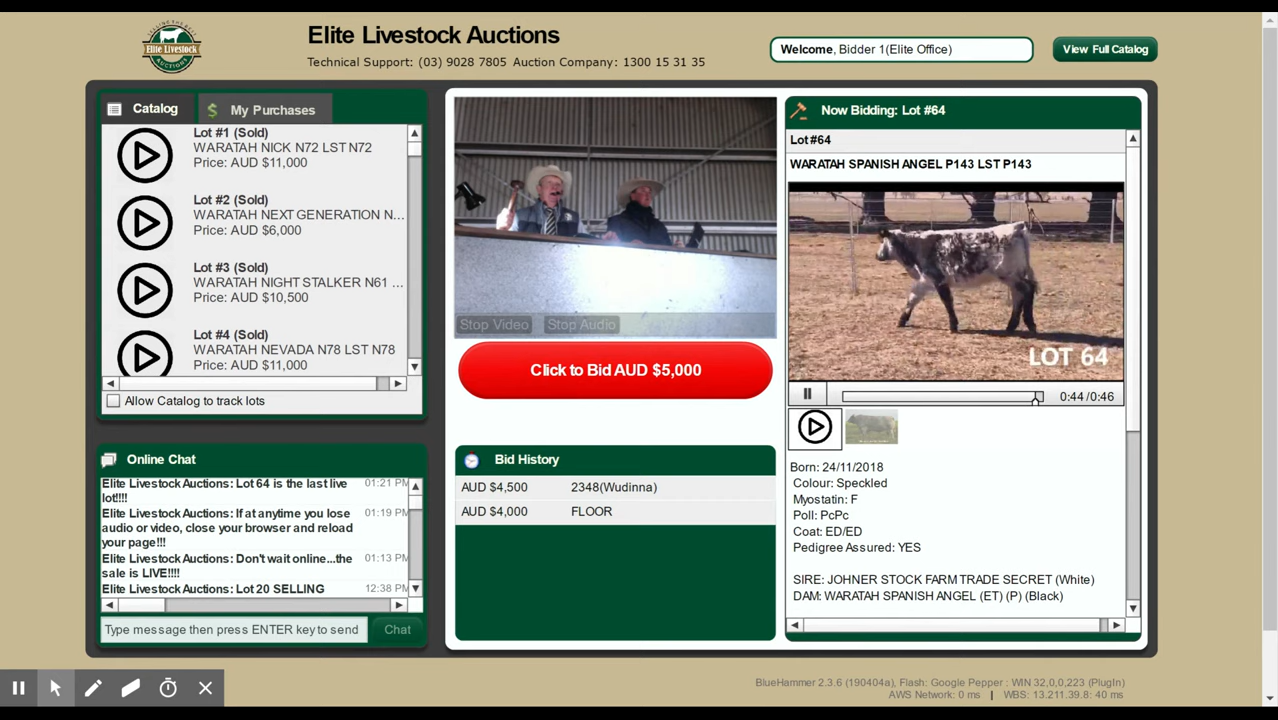 Elite Livestock Auctions
Technical Support: (03) 9028 7805 Auction Company: 1300 15 31 35
Welcome, Bidder 1(Elite Office)
View Full Catalog
Elite Livestock
AUCTIONS
Catalog
My Purchases
Lot #1 (Sold)
WARATAH NICK N72 LST N72
Price: AUD $11,000
Lot #2 (Sold)
WARATAH NEXT GENERATION N...
Price: AUD $6,000
Lot #3 (Sold)
WARATAH NIGHT STALKER N61 ...
Price: AUD $10,500
Lot #4 (Sold)
WARATAH NEVADA N78 LST N78
Price: AUD $11,000
Allow Catalog to track lots
Online Chat
Elite Livestock Auctions: Lot 64 is the last live 01:21 PM
lot!!!!
Elite Livestock Auctions: If at anytime you lose 01:19 PM
audio or video, close your browser and reload
your page!!!
Elite Livestock Auctions: Don't wait online...the 01:13 PM
sale is LIVE!!!!
Elite Livestock Auctions: Lot 20 SELLING 12:38 PM
Type message then press ENTER key to send
Chat
Stop Video
Stop Audio
Click to Bid AUD $5,000
Bid History
AUD $4,500 2348(Wudinna)
AUD $4,000 FLOOR
Now Bidding: Lot #64
Lot #64
WARATAH SPANISH ANGEL P143 LST P143
LOT 64
0:44 /0:46
Born: 24/11/2018
Colour: Speckled
Myostatin: F
Poll: PcPc
Coat: ED/ED
Pedigree Assured: YES
SIRE: JOHNER STOCK FARM TRADE SECRET (White)
DAM: WARATAH SPANISH ANGEL (ET) (P) (Black)
BlueHammer 2.3.6 (190404a), Flash: Google Pepper : WIN 32,0,0,223 (PlugIn)
AWS Network: 0 ms | WBS: 13.211.39.8: 40 ms